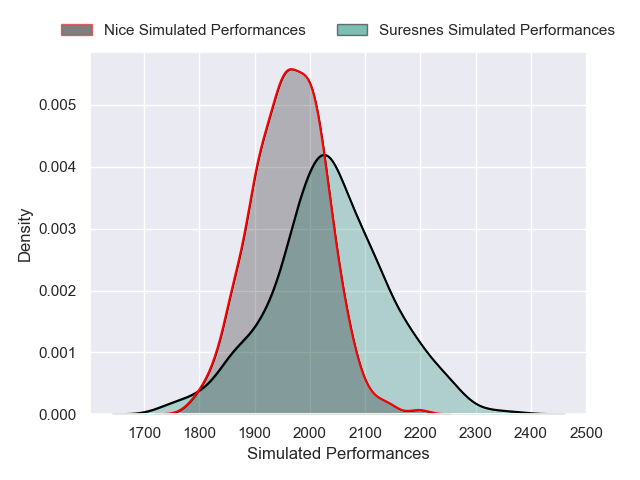 Nice Simulated Performances
Suresnes Simulated Performances
0.005
0.004
0.003
0.002
0.001
0.000
Density
1700 1800 1900 2000 2100 2200 2300 2400 2500
Simulated Performances